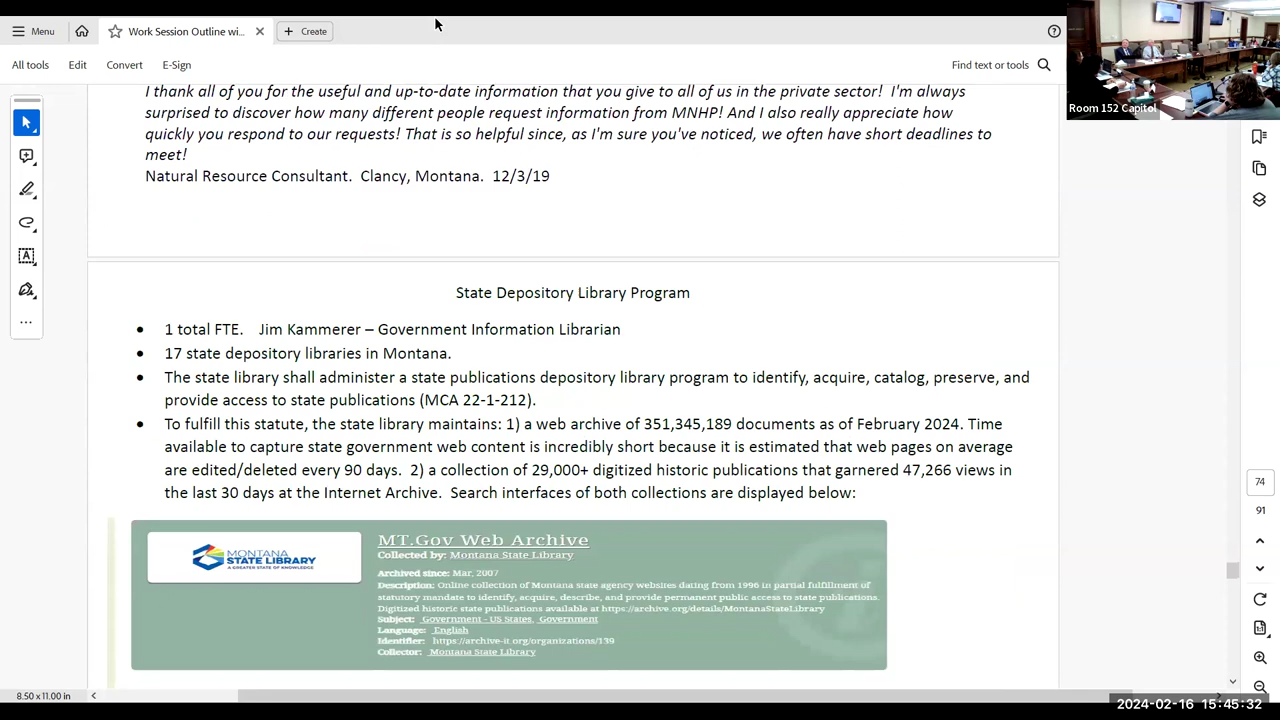 Menu
Work Session Outline wi...
Create
All tools
Edit
Convert
E-Sign
Find text or tools
Room 152 Capitol
I thank all of you for the useful and up-to-date information that you give to all of us in the private sector!  I'm always
surprised to discover how many different people request information from MNHP! And I also really appreciate how
quickly you respond to our requests! That is so helpful since, as I'm sure you've noticed, we often have short deadlines to
meet!
Natural Resource Consultant.  Clancy, Montana.  12/3/19
State Depository Library Program
• 1 total FTE.    Jim Kammerer – Government Information Librarian
• 17 state depository libraries in Montana.
• The state library shall administer a state publications depository library program to identify, acquire, catalog, preserve, and
provide access to state publications (MCA 22-1-212).
• To fulfill this statute, the state library maintains: 1) a web archive of 351,345,189 documents as of February 2024. Time
available to capture state government web content is incredibly short because it is estimated that web pages on average
are edited/deleted every 90 days.  2) a collection of 29,000+ digitized historic publications that garnered 47,266 views in
the last 30 days at the Internet Archive.  Search interfaces of both collections are displayed below:
MONTANA
STATE LIBRARY
A GREATER STATE OF KNOWLEDGE
MT.Gov Web Archive
Collected by: Montana State Library
Archived since: Mar, 2007
Description: Online collection of Montana state agency websites dating from 1996 in partial fulfillment of
statutory mandate to identify, acquire, describe, and provide permanent public access to state publications.
Digitized historic state publications available at https://archive.org/details/MontanaStateLibrary
Subject: Government - US States, Government
Language: English
Identifier: https://archive-it.org/organizations/139
Collector: Montana State Library
74
91
8.50 x 11.00 in
2024-02-16 15:45:32